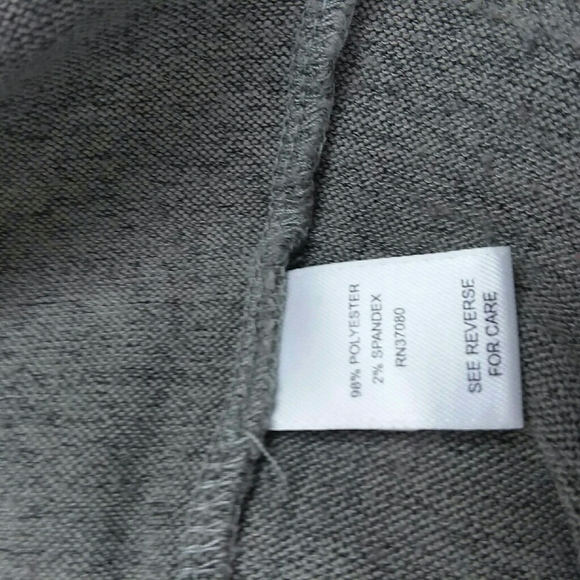 98% POLYESTER
2% SPANDEX
RN37080
SEE REVERSE
FOR CARE